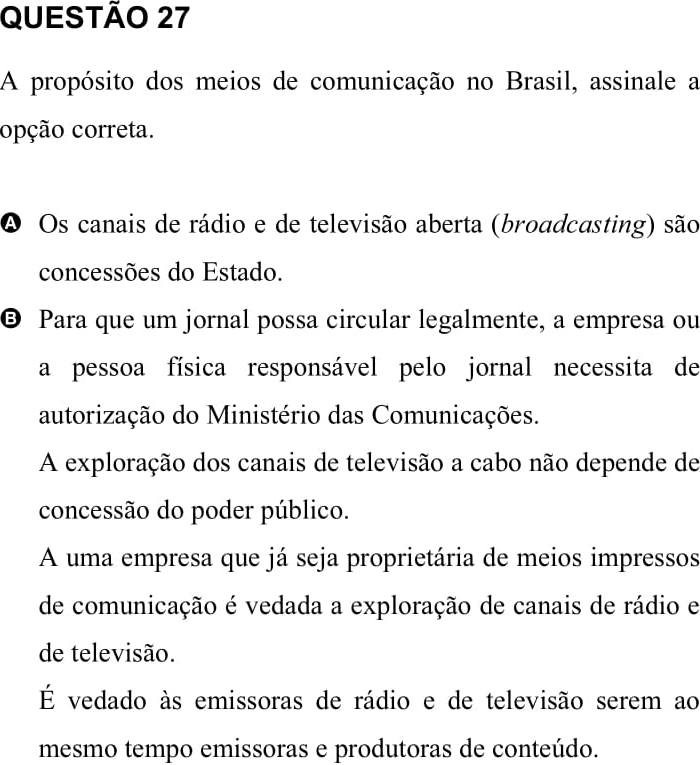 QUESTÃO 27
A propósito dos meios de comunicação no Brasil, assinale a
opção correta.
A Os canais de rádio e de televisão aberta (broadcasting) são
concessões do Estado.
B Para que um jornal possa circular legalmente, a empresa ou
a pessoa física responsável pelo jornal necessita de
autorização do Ministério das Comunicações.
A exploração dos canais de televisão a cabo não depende de
concessão do poder público.
A uma empresa que já seja proprietária de meios impressos
de comunicação é vedada a exploração de canais de rádio e
de televisão.
É vedado às emissoras de rádio e de televisão serem ao
mesmo tempo emissoras e produtoras de conteúdo.